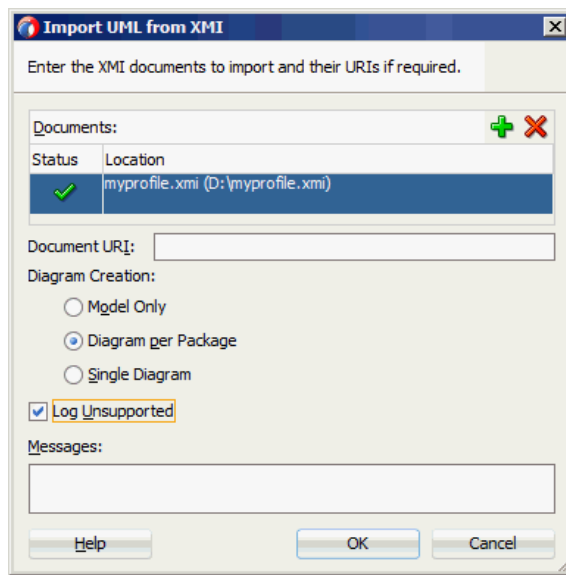 Import UML from XMI
Enter the XMI documents to import and their URIs if required.
Documents:
Status Location
myprofile.xmi (D:\myprofile.xmi)
Document URI:
Diagram Creation:
Model Only
Diagram per Package
Single Diagram
Log Unsupported
Messages:
Help OK Cancel